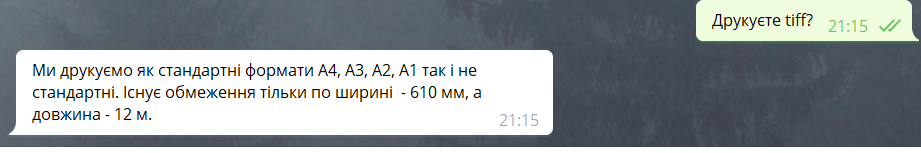 Друкуєте tiff?
21:15
Ми друкуємо як стандартні формати А4, А3, А2, А1 так і не
стандартні. Існує обмеження тільки по ширині - 610 мм, а
довжина - 12 м.
21:15